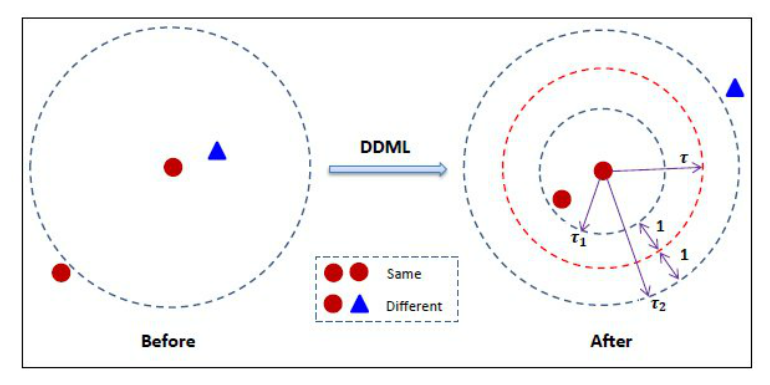 DDML
τ
τ₁
1
1
τ₂
Same
Different
Before
After